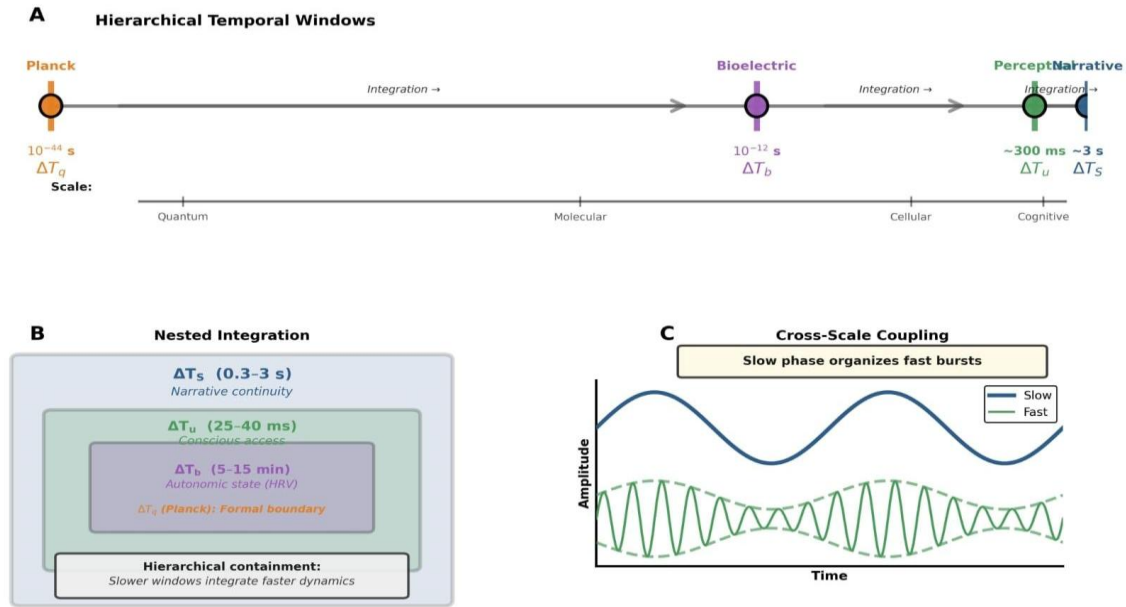 A
Hierarchical Temporal Windows
Planck
Bioelectric
Perceptual
Narrative
Integration →
Integration →
Integration →
10⁻⁴⁴ s
10⁻¹² s
~300 ms
~3 s
ΔT_q
ΔT_b
ΔT_u
ΔT_S
Scale:
Quantum
Molecular
Cellular
Cognitive
B
Nested Integration
ΔT_S (0.3–3 s)
Narrative continuity
ΔT_u (25–40 ms)
Conscious access
ΔT_b (5–15 min)
Autonomic state (HRV)
ΔT_q (Planck): Formal boundary
Hierarchical containment:
Slower windows integrate faster dynamics
C
Cross-Scale Coupling
Slow phase organizes fast bursts
Slow
Fast
Amplitude
Time